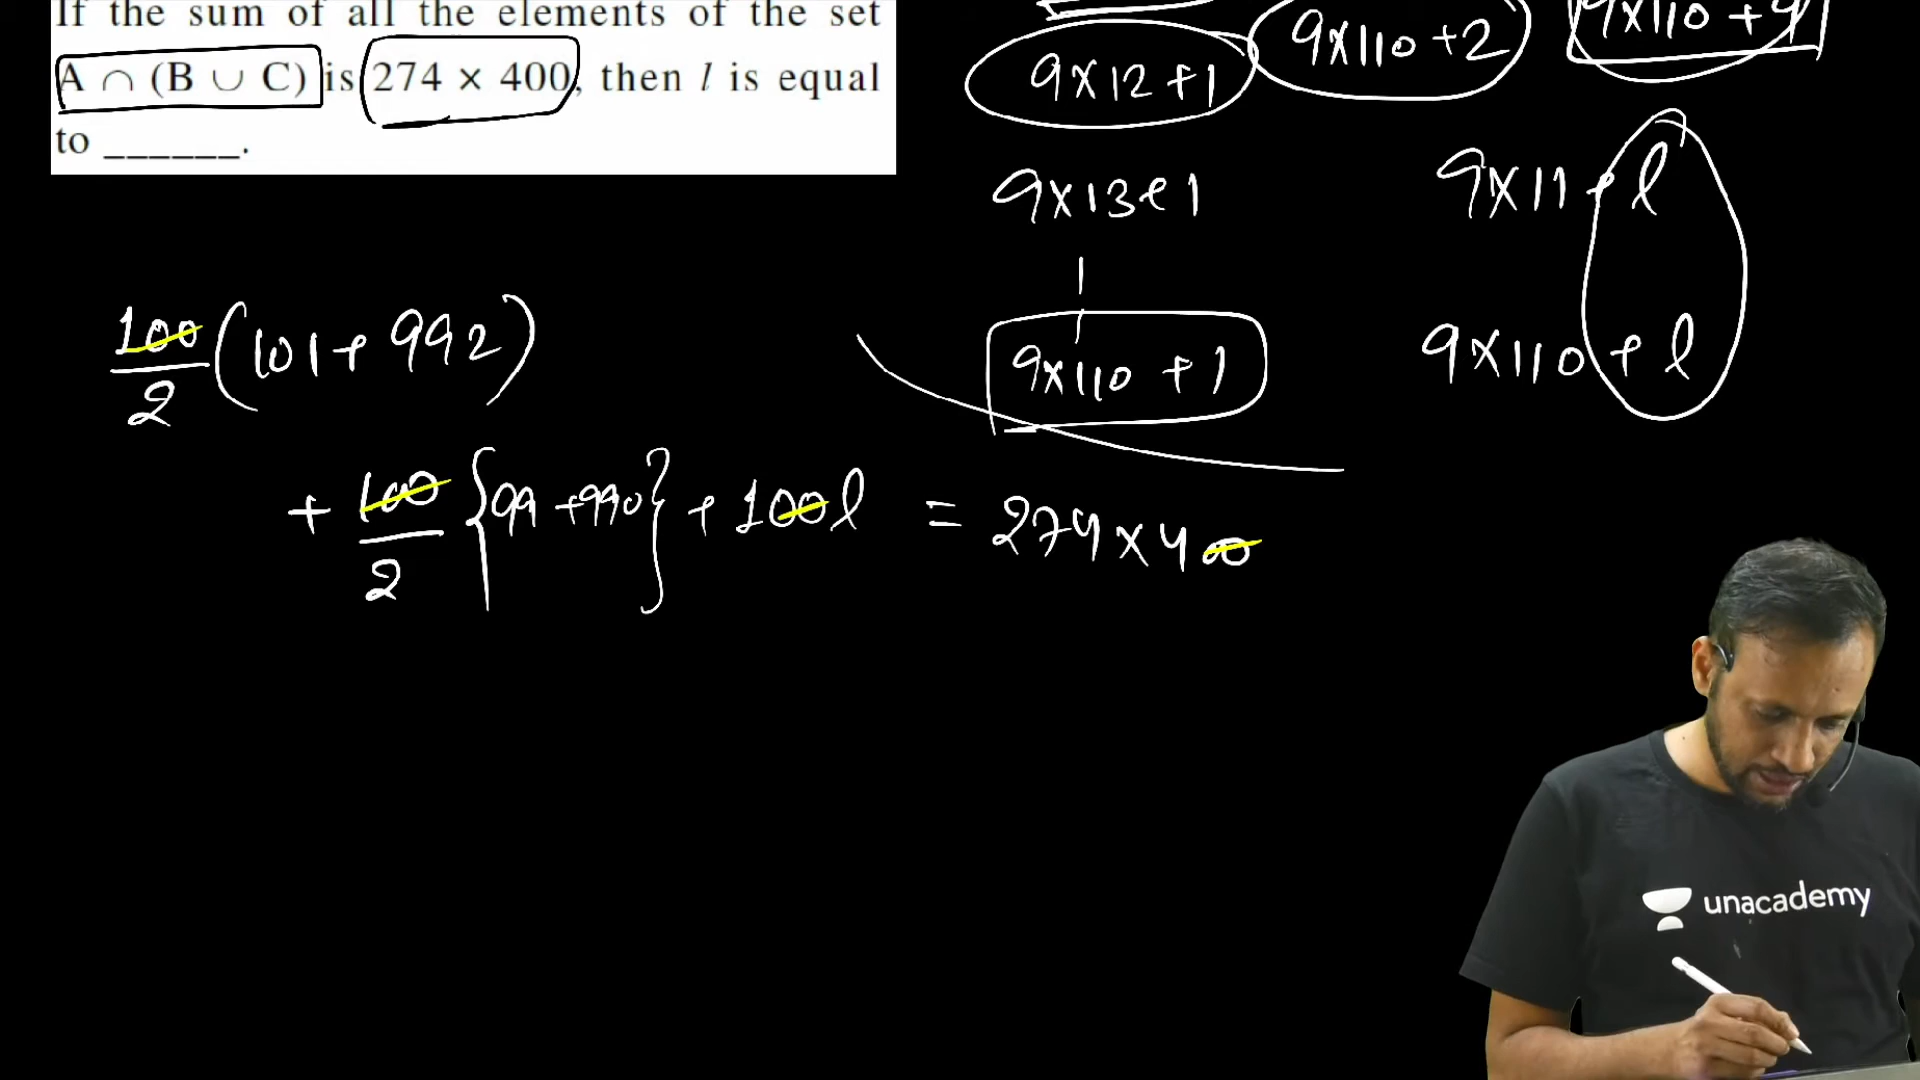 If the sum of all the elements of the set
A ∩ (B ∪ C) is 274 × 400, then l is equal
to ______.
9x12+1
9x110+2
9x110+l
9x13+1
9x11+l
9x110+1
9x110+l
100/2 (101+992)
+ 100/2 {99+990} + 100l = 274x400
unacademy